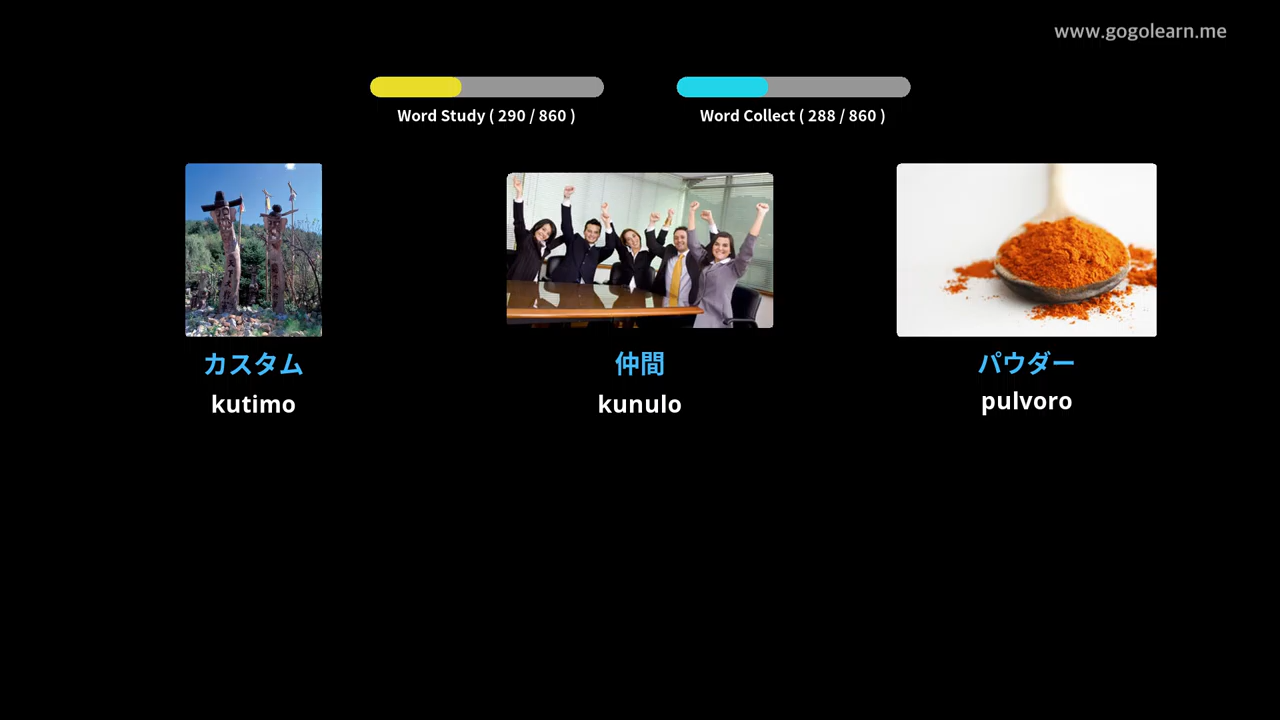 www.gogolearn.me
Word Study ( 290 / 860 )
Word Collect ( 288 / 860 )
カスタム
仲間
パウダー
kutimo
kunulo
pulvoro